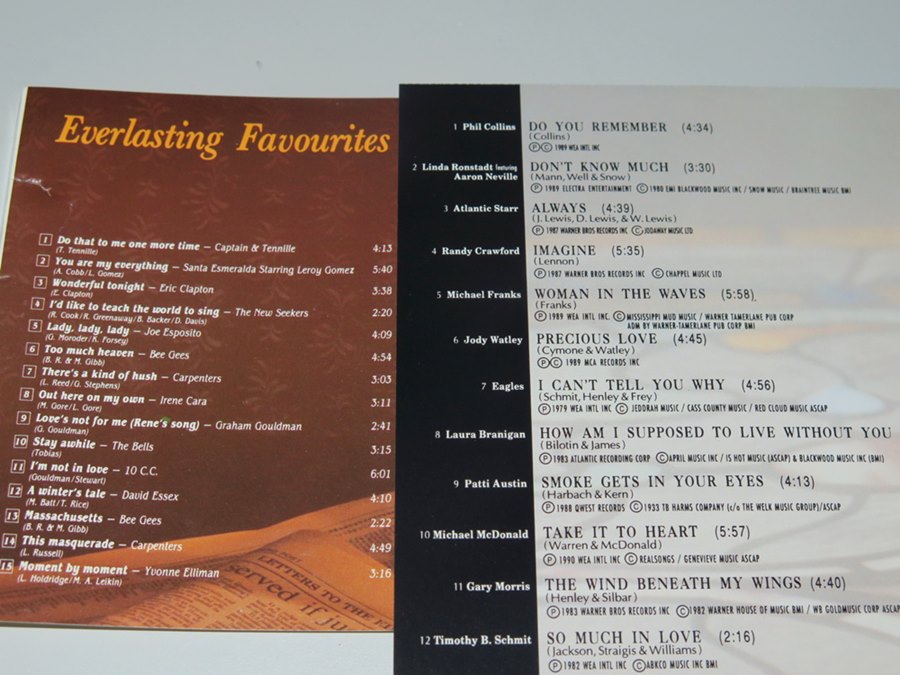 Everlasting Favourites
1 Do that to me one more time – Captain & Tennille 4:13
(T. Tennille)
2 You are my everything – Santa Esmeralda Starring Leroy Gomez 5:40
(A. Cobb/L. Gomez)
3 Wonderful tonight – Eric Clapton 3:38
(E. Clapton)
4 I'd like to teach the world to sing – The New Seekers 2:20
(R. Cook/R. Greenaway/B. Backer/D. Davis)
5 Lady, lady, lady – Joe Esposito 4:09
(G. Moroder/K. Forsey)
6 Too much heaven – Bee Gees 4:54
(B. R. & M. Gibb)
7 There's a kind of hush – Carpenters 3:03
(L. Reed/G. Stephens)
8 Out here on my own – Irene Cara 3:11
(M. Gore/L. Gore)
9 Love's not for me (Rene's song) – Graham Gouldman 2:41
(G. Gouldman)
10 Stay awhile – The Bells 3:15
(Tobias)
11 I'm not in love – 10 C.C. 6:01
(Gouldman/Stewart)
12 A winter's tale – David Essex 4:10
(M. Batt/T. Rice)
13 Massachusetts – Bee Gees 2:22
(B. R. & M. Gibb)
14 This masquerade – Carpenters 4:49
(L. Russell)
15 Moment by moment – Yvonne Elliman 3:16
(L. Holdridge/M. A. Leikin)
LETTERS TO THE
served if
1 Phil Collins DO YOU REMEMBER (4:34)
(Collins)
Ⓟ© 1989 WEA INTL INC
2 Linda Ronstadt featuring DON'T KNOW MUCH (3:30)
Aaron Neville (Mann, Well & Snow)
Ⓟ 1989 ELECTRA ENTERTAINMENT © 1980 EMI BLACKWOOD MUSIC INC / SNOW MUSIC / BRAINTREE MUSIC BMI
3 Atlantic Starr ALWAYS (4:39)
(J. Lewis, D. Lewis, & W. Lewis)
Ⓟ 1987 WARNER BROS RECORDS INC © JODAWAY MUSIC LTD
4 Randy Crawford IMAGINE (5:35)
(Lennon)
Ⓟ 1987 WARNER BROS RECORDS INC © CHAPPEL MUSIC LTD
5 Michael Franks WOMAN IN THE WAVES (5:58)
(Franks)
Ⓟ 1989 WEA INTL INC. © MISSISSIPPI MUD MUSIC / WARNER TAMERLANE PUB CORP
ADM BY WARNER-TAMERLANE PUB CORP BMI
6 Jody Watley PRECIOUS LOVE (4:45)
(Cymone & Watley)
Ⓟ© 1989 MCA REC INC
7 Eagles I CAN'T TELL YOU WHY (4:56)
(Schmit, Henley & Frey)
Ⓟ 1979 WEA INTL INC © JEDDRAH MUSIC / CASS COUNTY MUSIC / RED CLOUD MUSIC ASCAP
8 Laura Branigan HOW AM I SUPPOSED TO LIVE WITHOUT YOU
(Bilotin & James)
Ⓟ 1983 ATLANTIC RECORDING CORP © APRIL MUSIC INC / IS HOT MUSIC (ASCAP) & BLACKWOOD MUSIC INC (BMI)
9 Patti Austin SMOKE GETS IN YOUR EYES (4:13)
(Harbach & Kern)
Ⓟ 1988 QWEST RECORDS © 1933 TB HARMS COMPANY (c/o THE WELK MUSIC GROUP)/ASCAP
10 Michael McDonald TAKE IT TO HEART (5:57)
(Warren & McDonald)
Ⓟ 1990 WEA INTL INC © REALSONGS / GENEVIEVE MUSIC ASCAP
11 Gary Morris THE WIND BENEATH MY WINGS (4:40)
(Henley & Silbar)
Ⓟ 1983 WARNER BROS RECORDS INC © 1982 WARNER HOUSE OF MUSIC BMI / WB GOLDMUSIC CORP ASCAP
12 Timothy B. Schmit SO MUCH IN LOVE (2:16)
(Jackson, Straigis & Williams)
Ⓟ 1982 WEA INTL INC © ABKCO MUSIC INC BMI